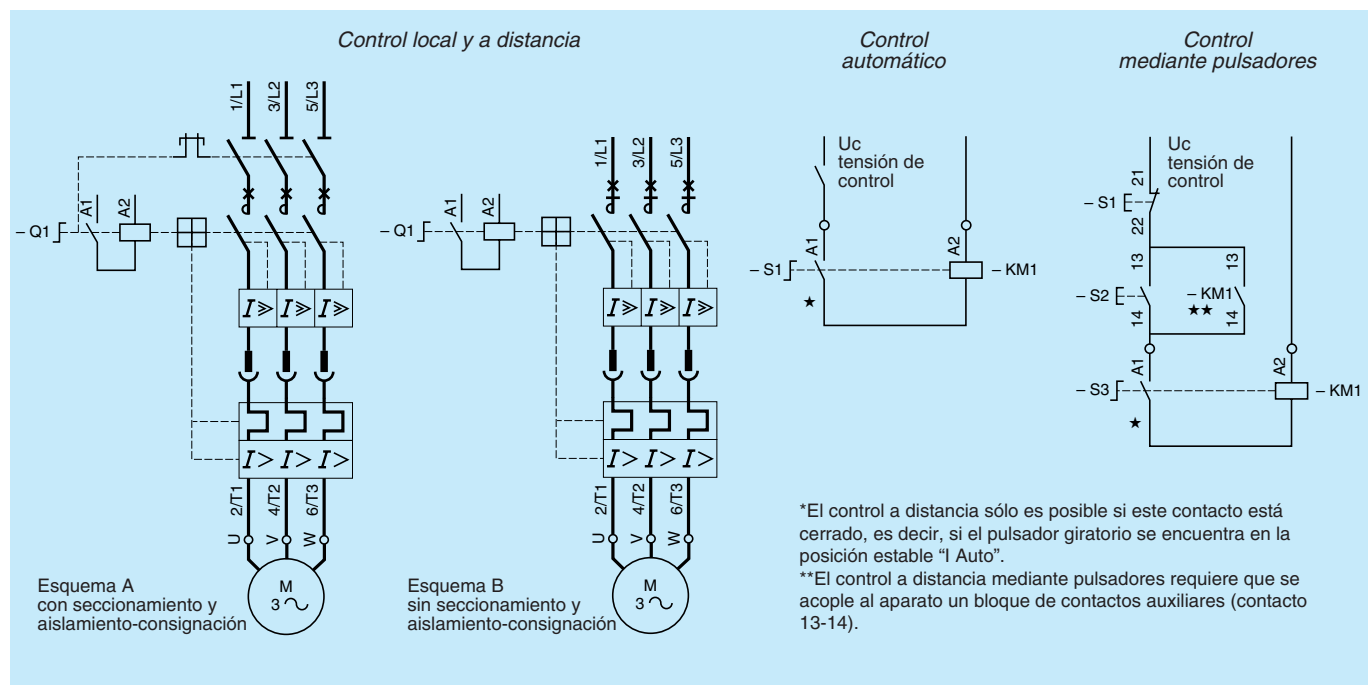 Control local y a distancia
Control
automático
Control
mediante pulsadores
1/L1
3/L2
5/L3
A1
A2
– Q1
I
I
I
I >
I >
I >
2/T1
4/T2
6/T3
U
V
W
M
3
Esquema A
con seccionamiento y
aislamiento-consignación
1/L1
3/L2
5/L3
A1
A2
– Q1
I
I
I
I >
I >
I >
2/T1
4/T2
6/T3
U
V
W
M
3
Esquema B
sin seccionamiento y
aislamiento-consignación
Uc
tensión de
control
A1
A2
– S1
– KM1
★
Uc
tensión de
control
21
– S1
22
13
13
– S2
– KM1
★★
14
14
A1
A2
– S3
– KM1
★
*El control a distancia sólo es posible si este contacto está
cerrado, es decir, si el pulsador giratorio se encuentra en la
posición estable “I Auto”.
**El control a distancia mediante pulsadores requiere que se
acople al aparato un bloque de contactos auxiliares (contacto
13-14).